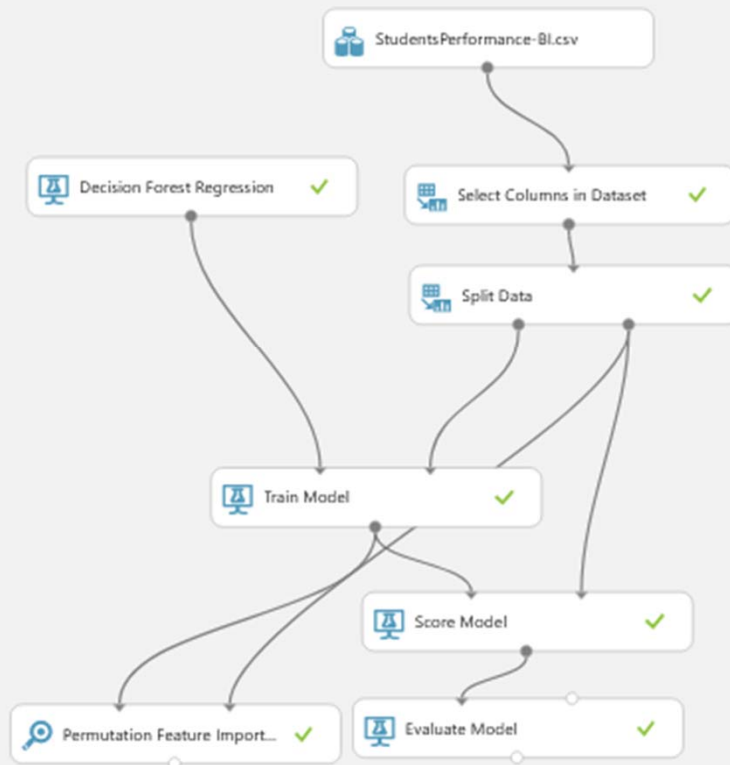 StudentsPerformance-BI.csv
Decision Forest Regression
Select Columns in Dataset
Split Data
Train Model
Score Model
Permutation Feature Import...
Evaluate Model